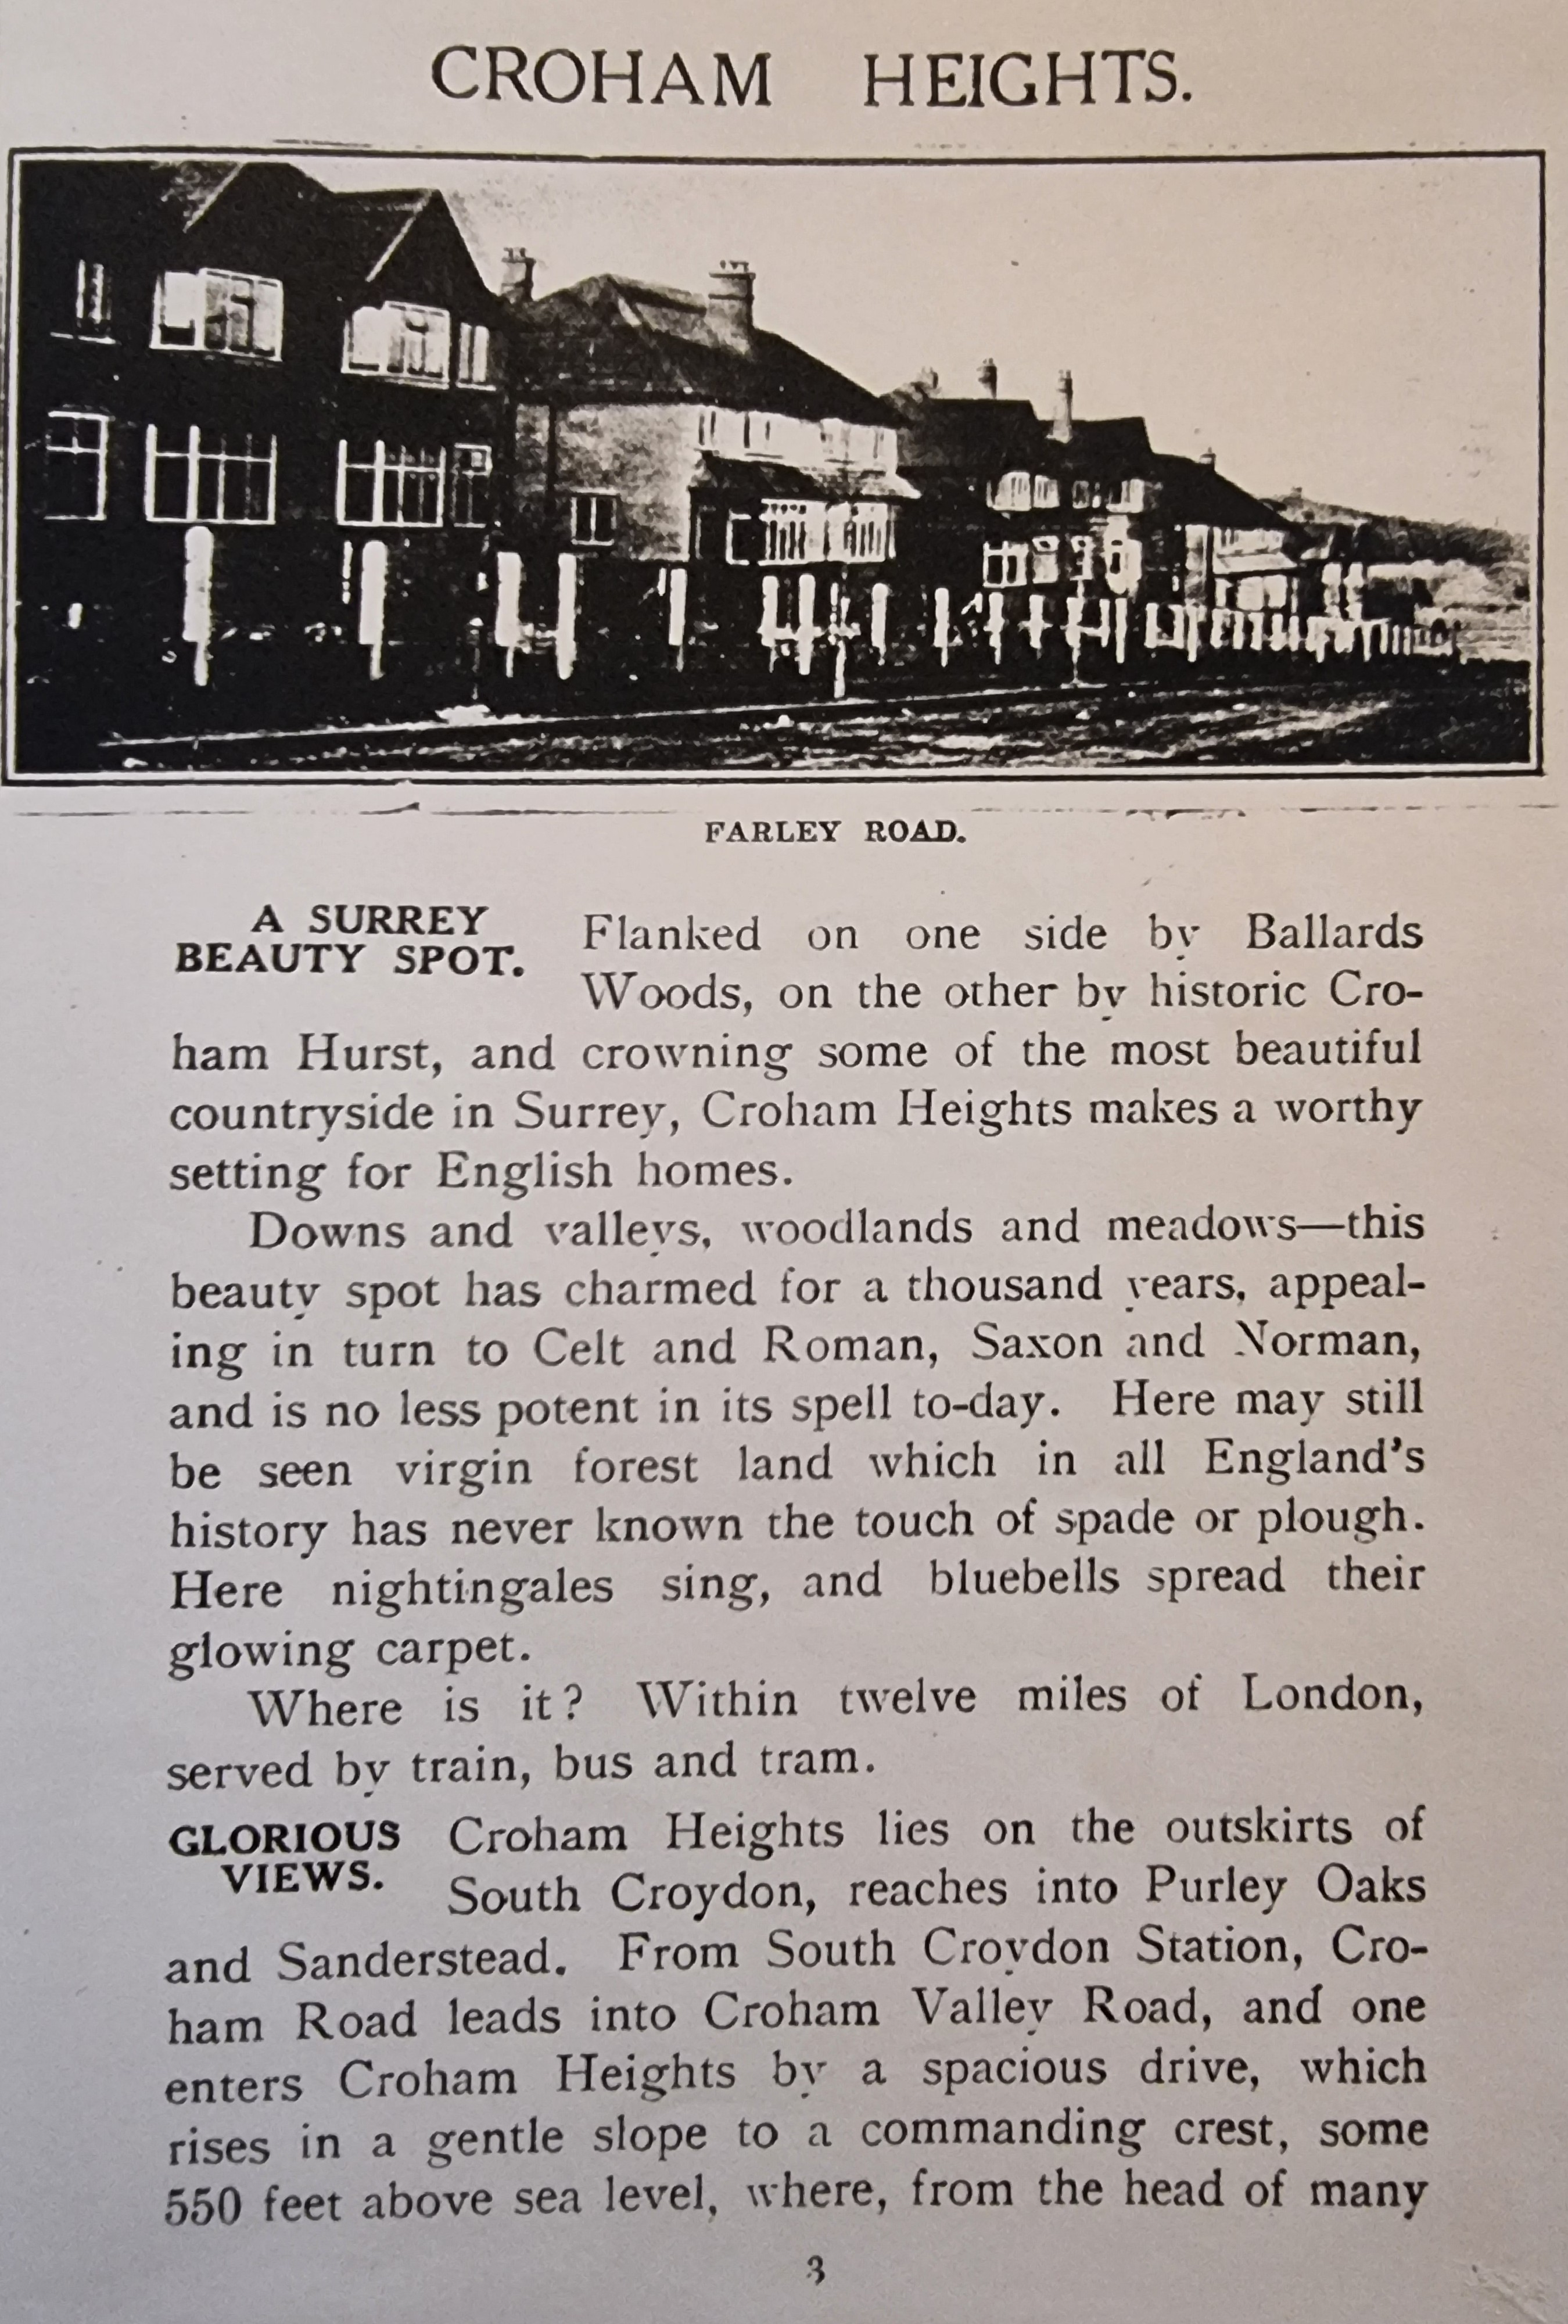 CROHAM HEIGHTS.
FARLEY ROAD.
A SURREY
BEAUTY SPOT.
Flanked on one side by Ballards
Woods, on the other by historic Cro-
ham Hurst, and crowning some of the most beautiful
countryside in Surrey, Croham Heights makes a worthy
setting for English homes.
Downs and valleys, woodlands and meadows—this
beauty spot has charmed for a thousand years, appeal-
ing in turn to Celt and Roman, Saxon and Norman,
and is no less potent in its spell to-day. Here may still
be seen virgin forest land which in all England's
history has never known the touch of spade or plough.
Here nightingales sing, and bluebells spread their
glowing carpet.
Where is it? Within twelve miles of London,
served by train, bus and tram.
GLORIOUS
VIEWS.
Croham Heights lies on the outskirts of
South Croydon, reaches into Purley Oaks
and Sanderstead. From South Croydon Station, Cro-
ham Road leads into Croham Valley Road, and one
enters Croham Heights by a spacious drive, which
rises in a gentle slope to a commanding crest, some
550 feet above sea level, where, from the head of many
3